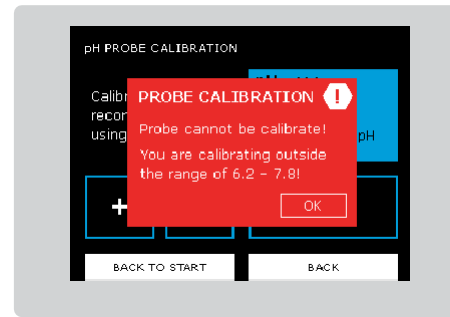 pH PROBE CALIBRATION
PROBE CALIBRATION !
Probe cannot be calibrate!
You are calibrating outside
the range of 6.2 - 7.8!
OK
pH
+
BACK TO START
BACK